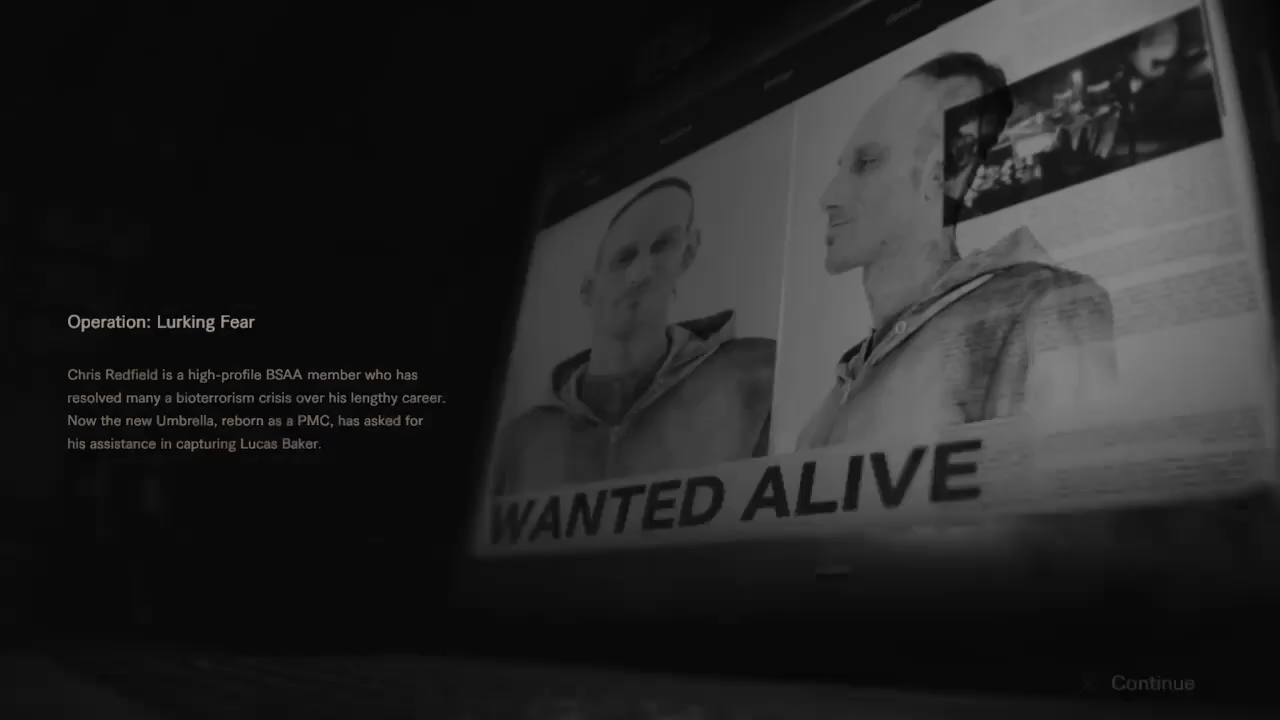 Operation: Lurking Fear
Chris Redfield is a high-profile BSAA member who has
resolved many a bioterrorism crisis over his lengthy career.
Now the new Umbrella, reborn as a PMC, has asked for
his assistance in capturing Lucas Baker.
WANTED ALIVE
Continue